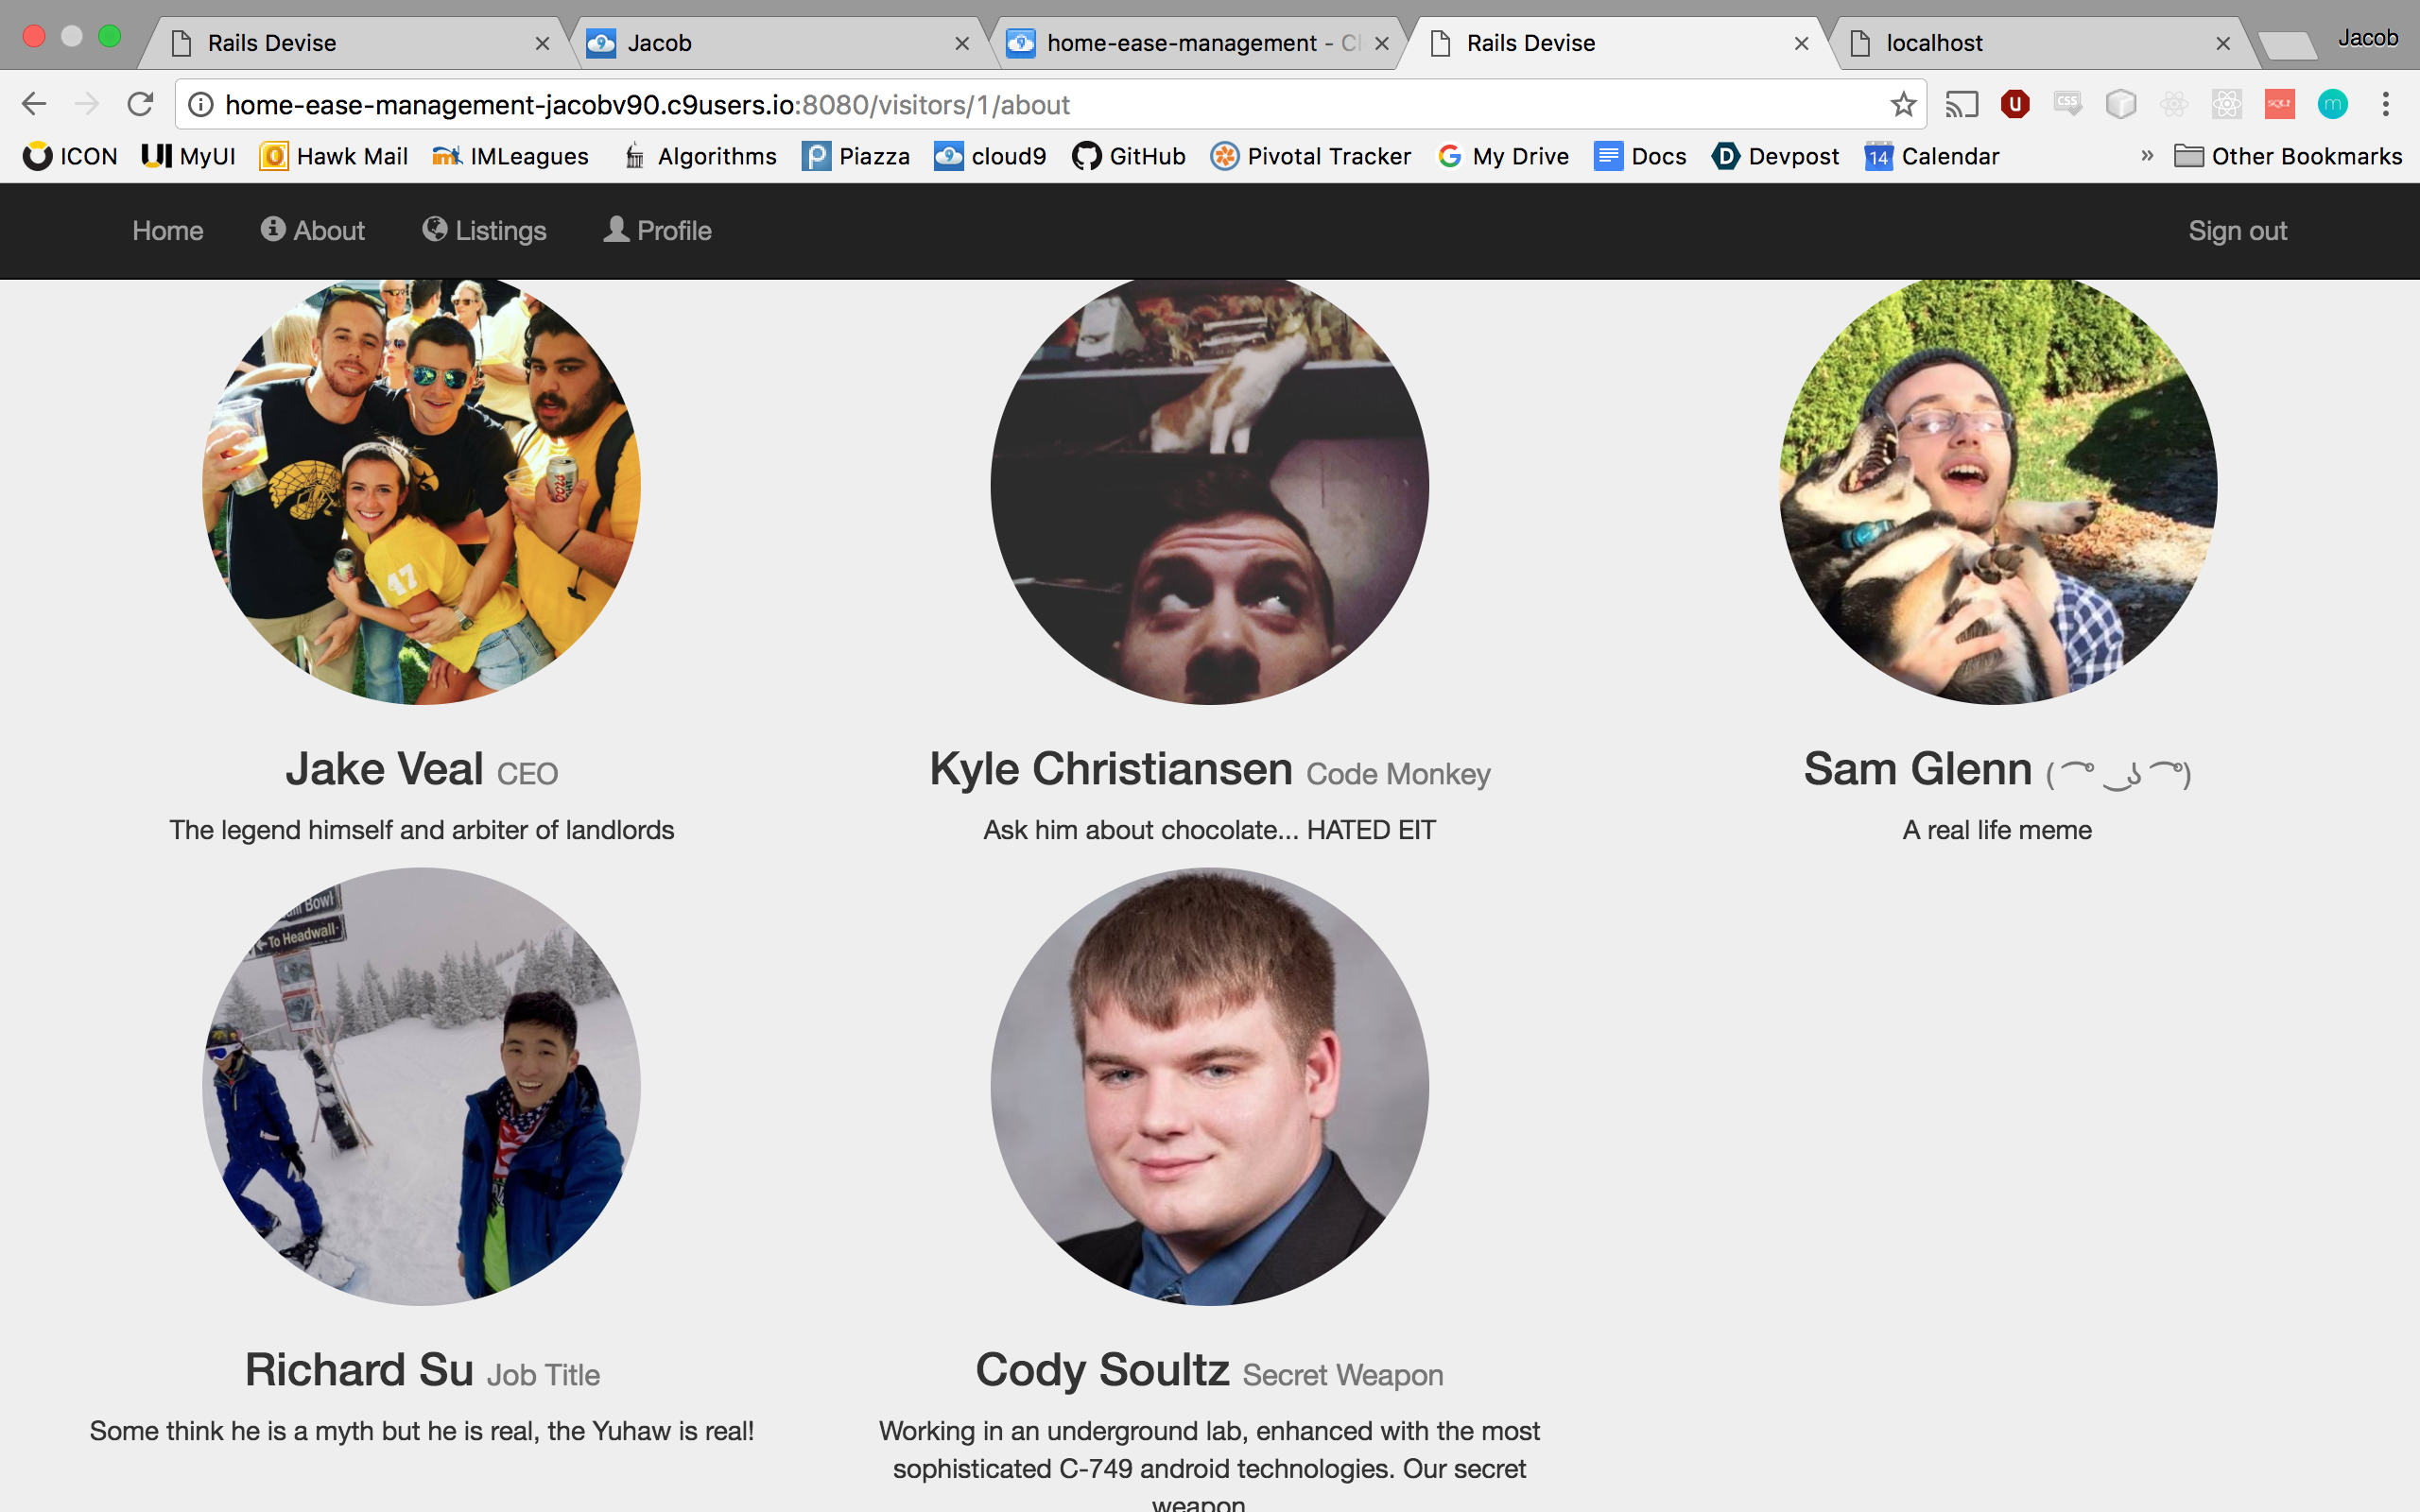 Rails Devise
Jacob
home-ease-management - Cl
Rails Devise
localhost
Jacob
home-ease-management-jacobv90.c9users.io:8080/visitors/1/about
ICON MyUI Hawk Mail IMLeagues Algorithms Piazza cloud9 GitHub Pivotal Tracker My Drive Docs Devpost 14 Calendar » Other Bookmarks
Home About Listings Profile Sign out
47
Jake Veal CEO
The legend himself and arbiter of landlords
Kyle Christiansen Code Monkey
Ask him about chocolate... HATED EIT
Sam Glenn ( ͡° ͜ʖ ͡°)
A real life meme
Bowl
←To Headwall
Richard Su Job Title
Some think he is a myth but he is real, the Yuhaw is real!
Cody Soultz Secret Weapon
Working in an underground lab, enhanced with the most
sophisticated C-749 android technologies. Our secret
weapon